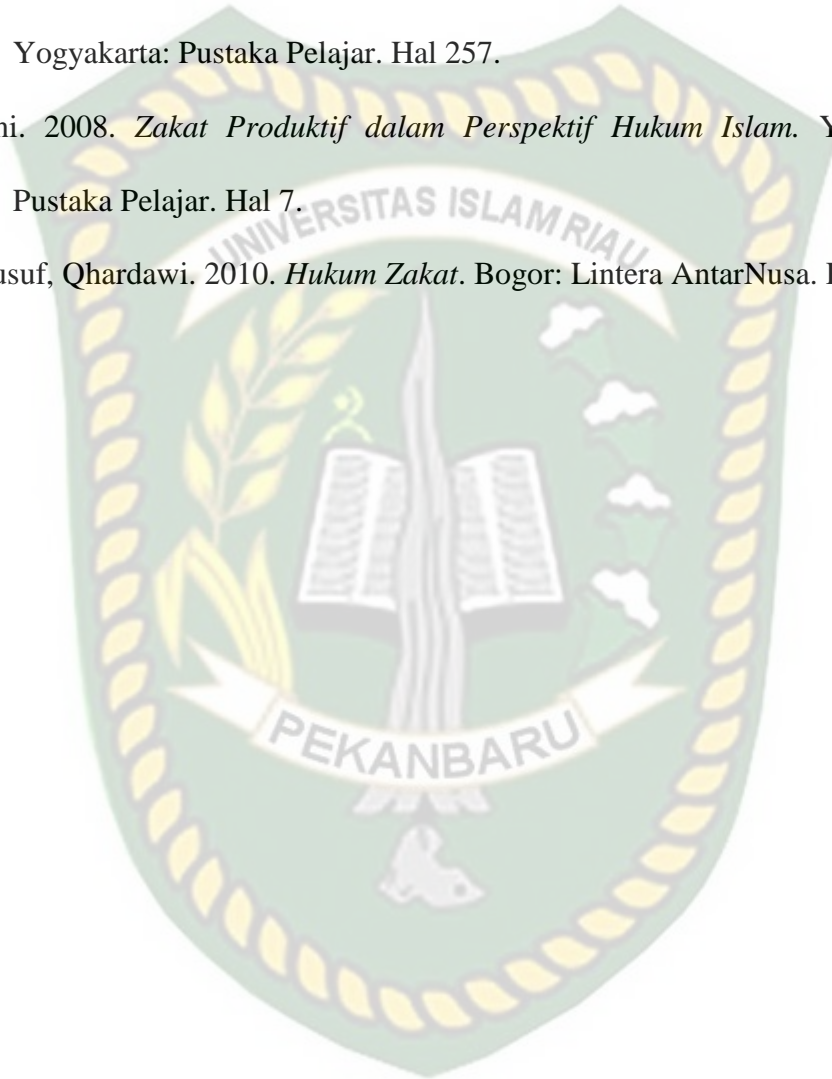 Yogyakarta: Pustaka Pelajar. Hal 257.
ni. 2008. Zakat Produktif dalam Perspektif Hukum Islam. Y
Pustaka Pelajar. Hal 7.
UNIVERSITAS ISLAM RIAU
usuf, Qhardawi. 2010. Hukum Zakat. Bogor: Lintera AntarNusa.
PEKANBARU